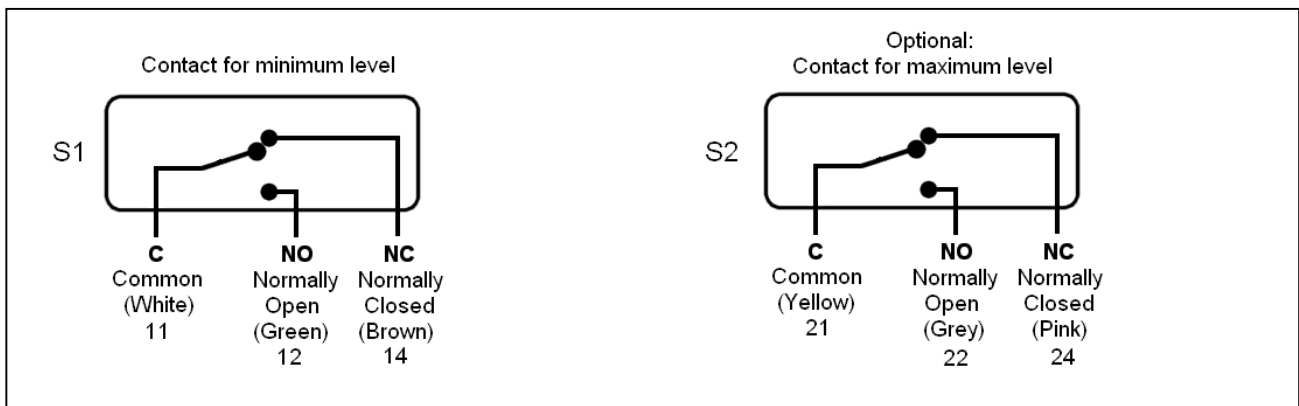 Contact for minimum level
S1
C
Common
(White)
11
NO
Normally
Open
(Green)
12
NC
Normally
Closed
(Brown)
14
Optional:
Contact for maximum level
S2
C
Common
(Yellow)
21
NO
Normally
Open
(Grey)
22
NC
Normally
Closed
(Pink)
24